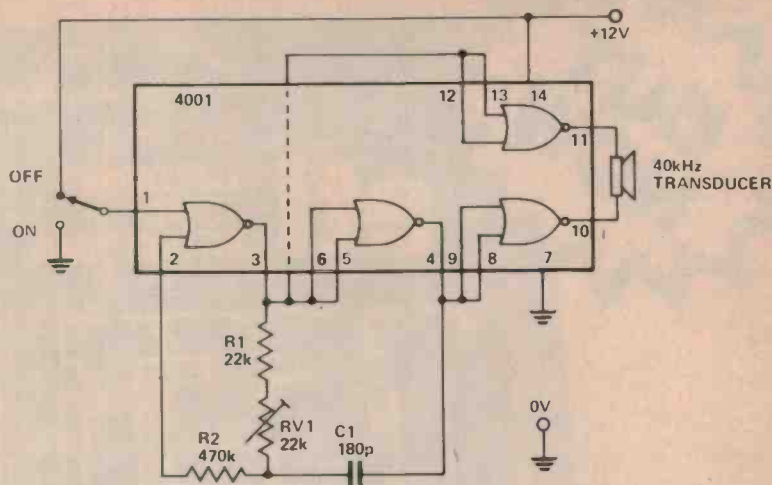 +12V
4001
12
13
14
11
40kHz
TRANSDUCER
OFF
1
ON
2
3
6
5
4
9
8
7
10
R1
22k
RV1
22k
C1
180p
R2
470k
0V